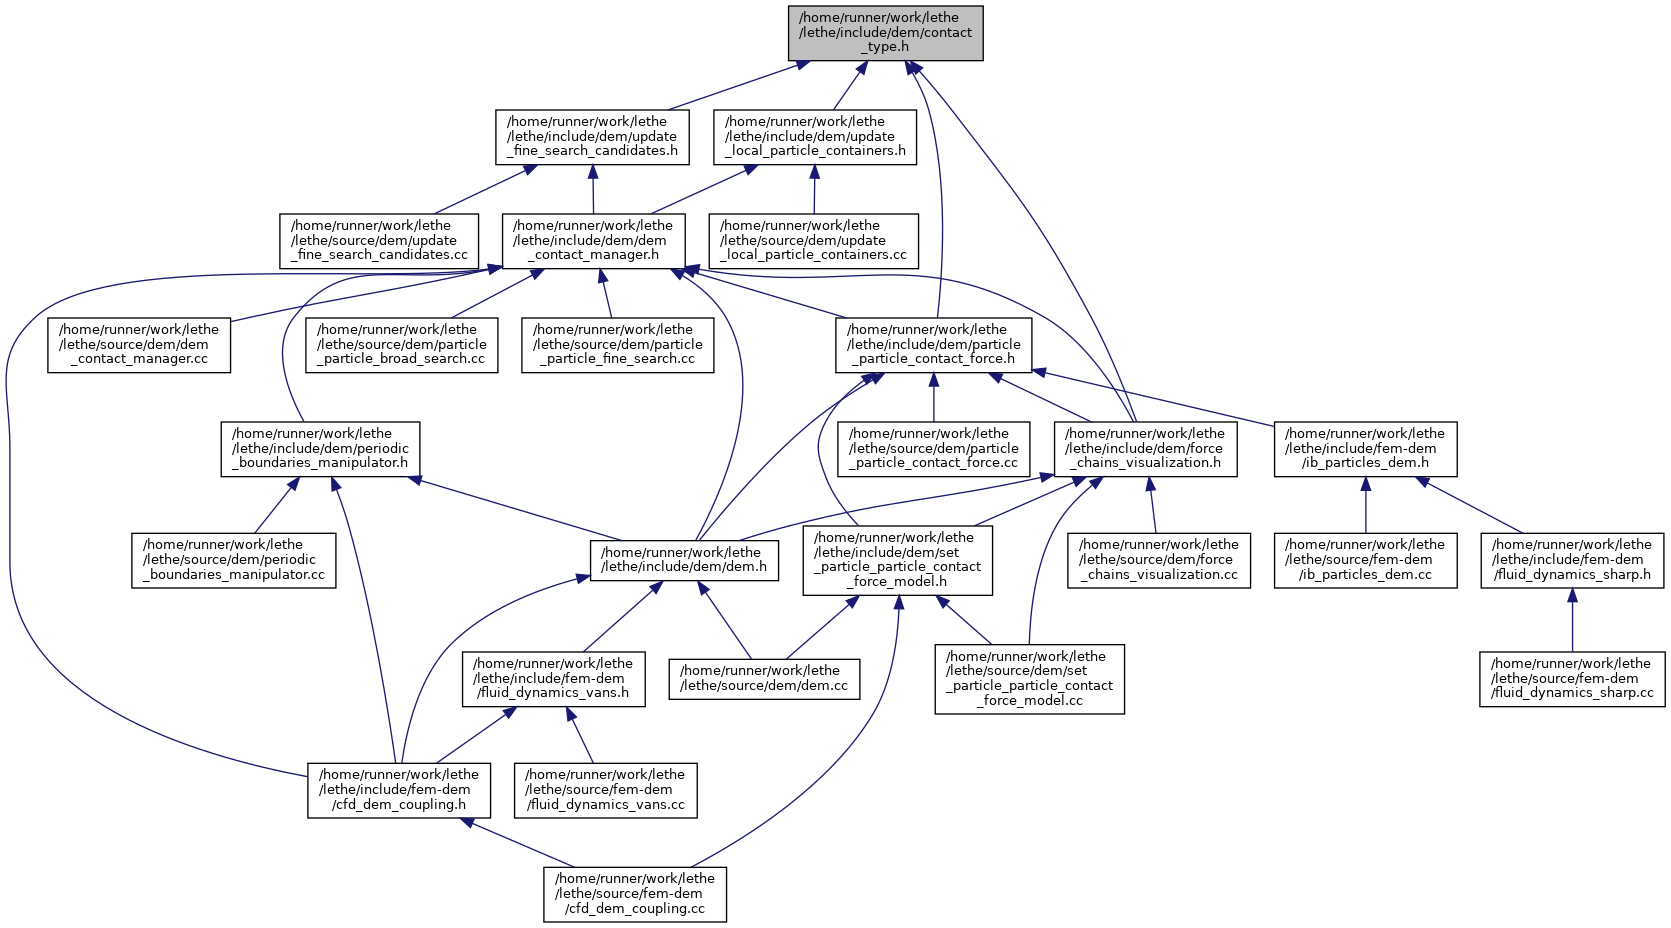 /home/runner/work/lethe
/lethe/include/dem/contact
_type.h
/home/runner/work/lethe
/lethe/include/dem/update
_fine_search_candidates.h
/home/runner/work/lethe
/lethe/include/dem/update
_local_particle_containers.h
/home/runner/work/lethe
/lethe/source/dem/update
_fine_search_candidates.cc
/home/runner/work/lethe
/lethe/include/dem/dem
_contact_manager.h
/home/runner/work/lethe
/lethe/source/dem/update
_local_particle_containers.cc
/home/runner/work/lethe
/lethe/source/dem/dem
_contact_manager.cc
/home/runner/work/lethe
/lethe/source/dem/particle
_particle_broad_search.cc
/home/runner/work/lethe
/lethe/source/dem/particle
_particle_fine_search.cc
/home/runner/work/lethe
/lethe/include/dem/particle
_particle_contact_force.h
/home/runner/work/lethe
/lethe/include/dem/periodic
_boundaries_manipulator.h
/home/runner/work/lethe
/lethe/source/dem/particle
_particle_contact_force.cc
/home/runner/work/lethe
/lethe/include/dem/force
_chains_visualization.h
/home/runner/work/lethe
/lethe/include/fem-dem
/ib_particles_dem.h
/home/runner/work/lethe
/lethe/source/dem/periodic
_boundaries_manipulator.cc
/home/runner/work/lethe
/lethe/include/dem/dem.h
/home/runner/work/lethe
/lethe/include/dem/set
_particle_particle_contact
_force_model.h
/home/runner/work/lethe
/lethe/source/dem/force
_chains_visualization.cc
/home/runner/work/lethe
/lethe/source/fem-dem
/ib_particles_dem.cc
/home/runner/work/lethe
/lethe/include/fem-dem
/fluid_dynamics_sharp.h
/home/runner/work/lethe
/lethe/include/fem-dem
/fluid_dynamics_vans.h
/home/runner/work/lethe
/lethe/source/dem/dem.cc
/home/runner/work/lethe
/lethe/source/dem/set
_particle_particle_contact
_force_model.cc
/home/runner/work/lethe
/lethe/source/fem-dem
/fluid_dynamics_sharp.cc
/home/runner/work/lethe
/lethe/include/fem-dem
/cfd_dem_coupling.h
/home/runner/work/lethe
/lethe/source/fem-dem
/fluid_dynamics_vans.cc
/home/runner/work/lethe
/lethe/source/fem-dem
/cfd_dem_coupling.cc